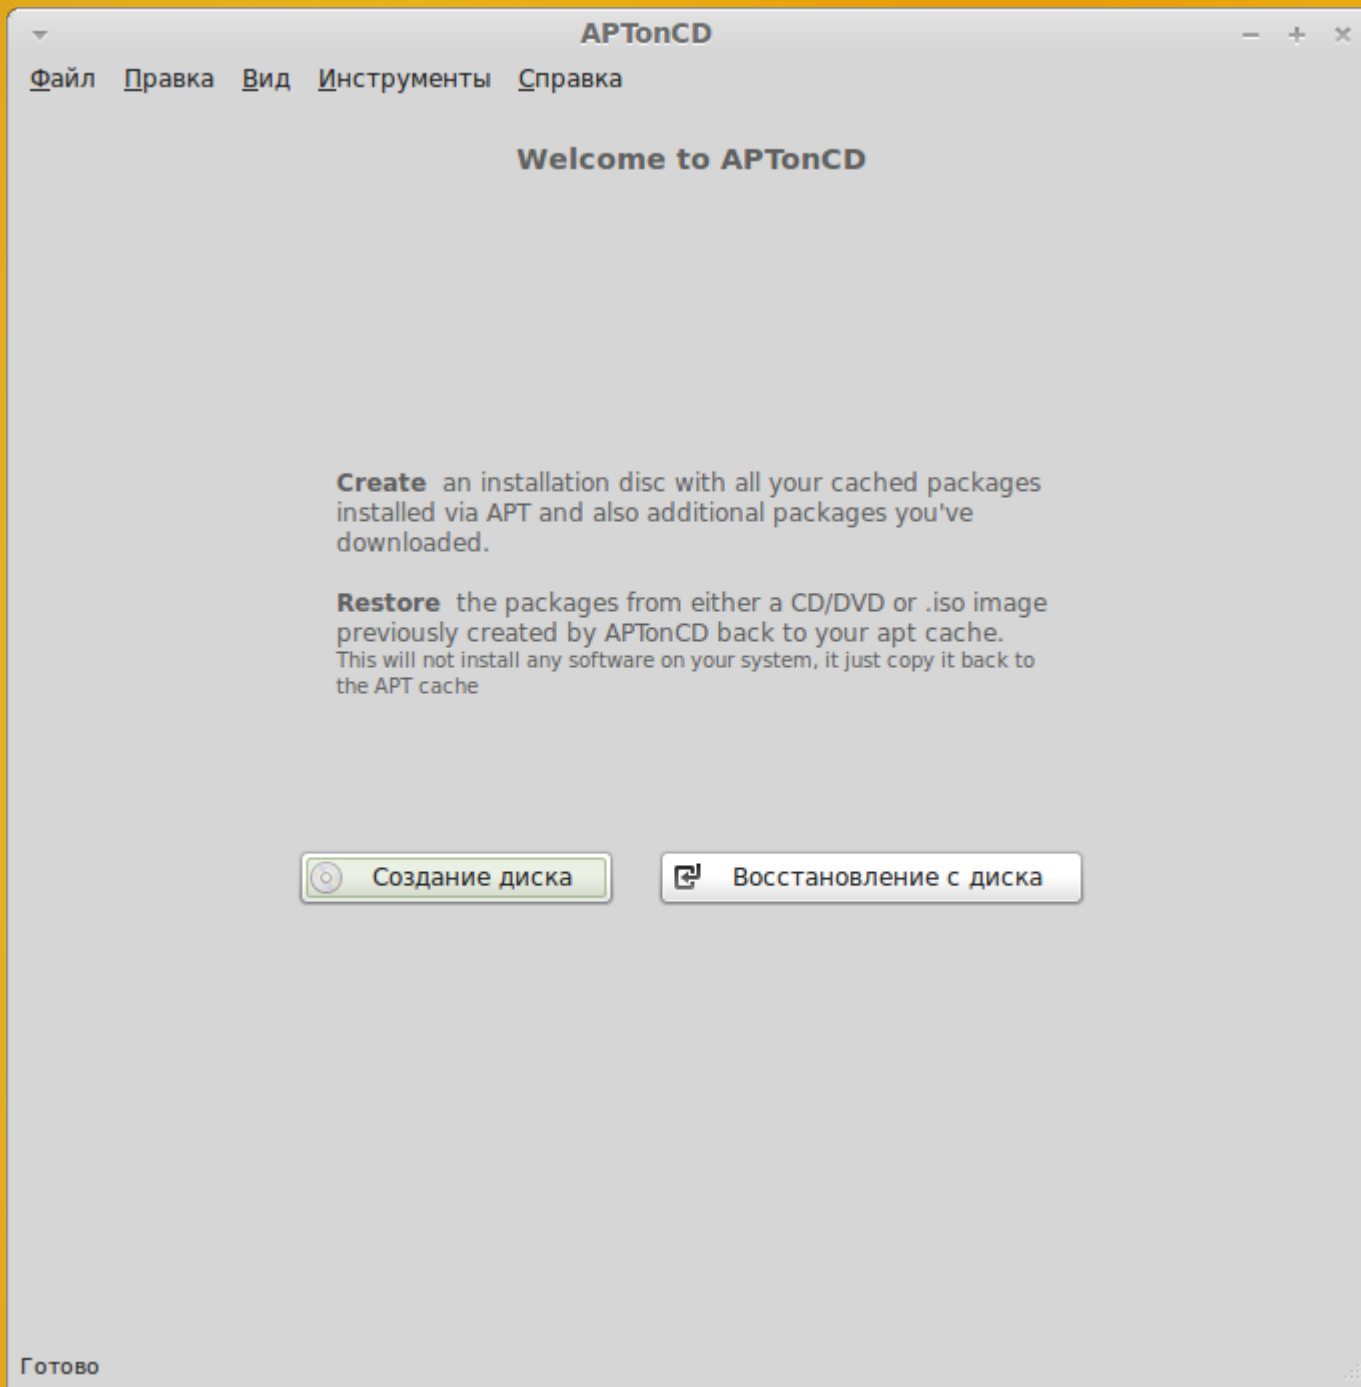 APTonCD
Файл Правка Вид Инструменты Справка
Welcome to APTonCD
Create an installation disc with all your cached packages
installed via APT and also additional packages you've
downloaded.
Restore the packages from either a CD/DVD or .iso image
previously created by APTonCD back to your apt cache.
This will not install any software on your system, it just copy it back to
the APT cache
Создание диска
Восстановление с диска
Готово